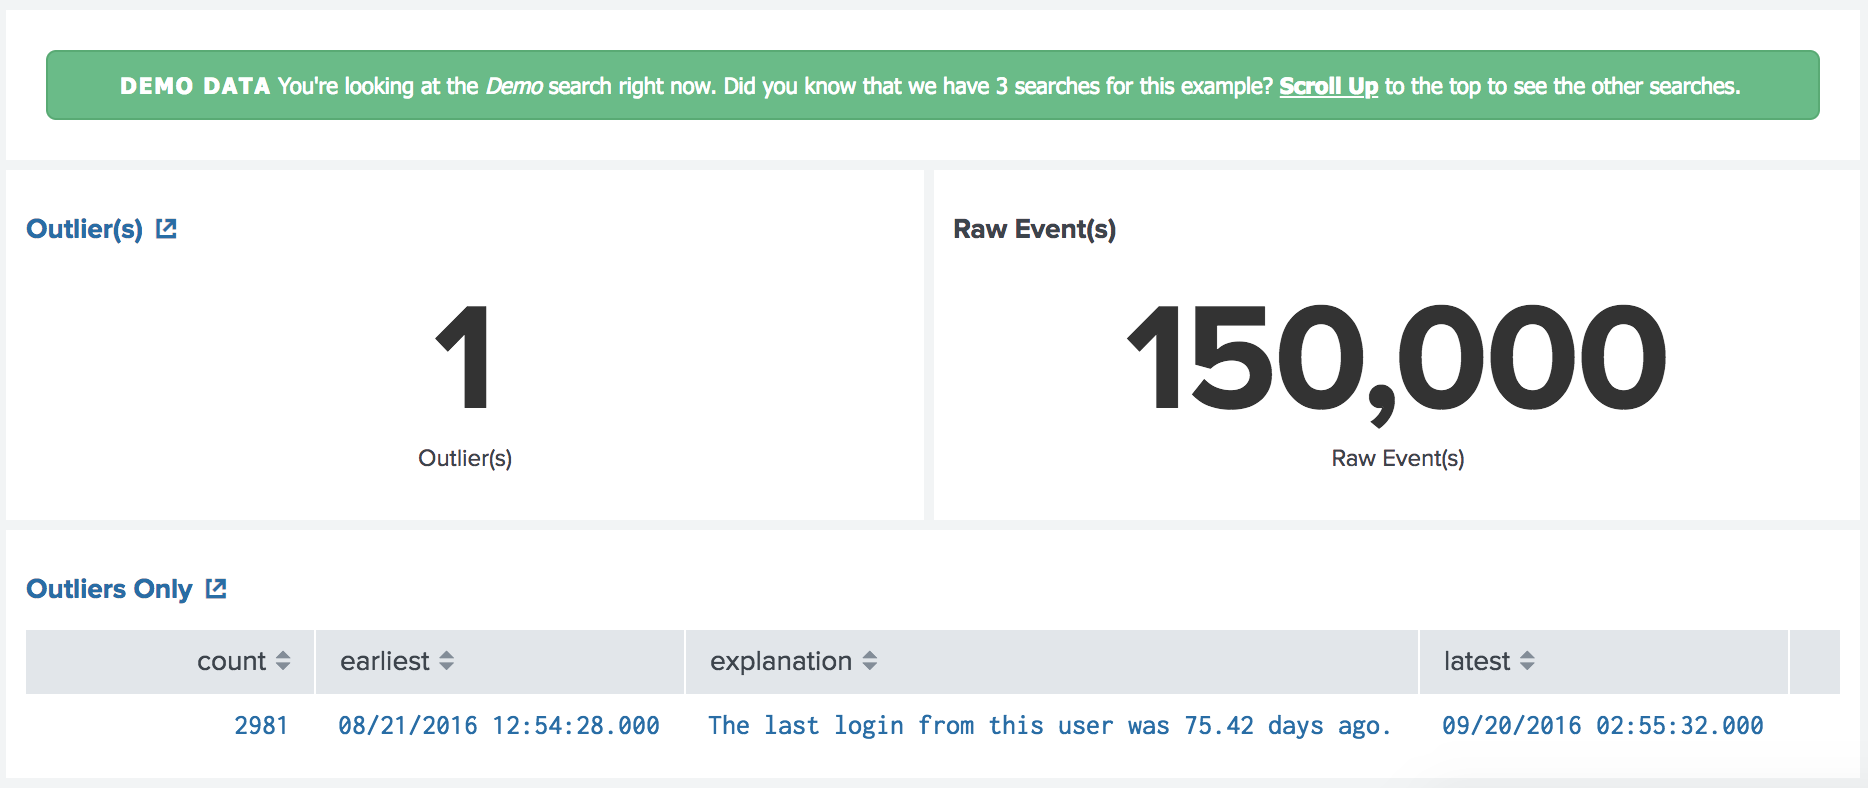 DEMO DATA You're looking at the Demo search right now. Did you know that we have 3 searches for this example? Scroll Up to the top to see the other searches.
Outlier(s)
1
Outlier(s)
Raw Event(s)
150,000
Raw Event(s)
Outliers Only
count earliest explanation latest
2981 08/21/2016 12:54:28.000 The last login from this user was 75.42 days ago. 09/20/2016 02:55:32.000